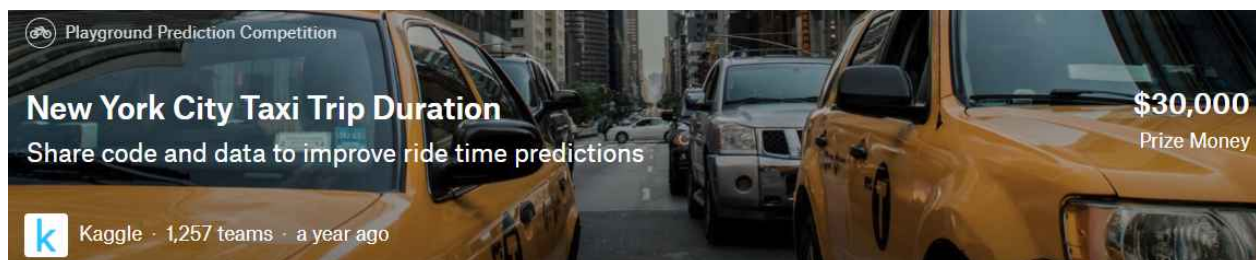 Playground Prediction Competition
New York City Taxi Trip Duration
$30,000
Share code and data to improve ride time predictions
Prize Money
k
Kaggle · 1,257 teams · a year ago